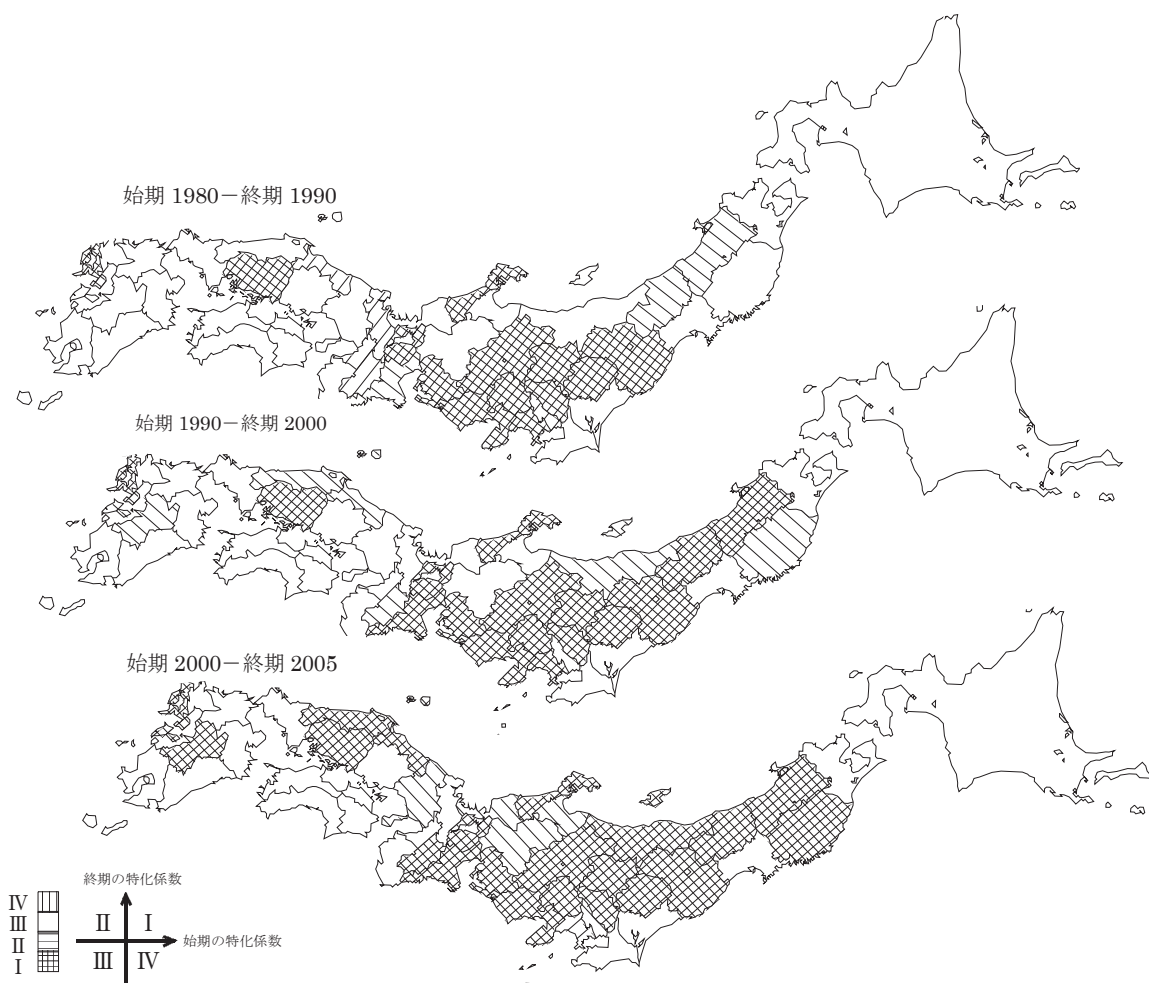 始期 1980－終期 1990
始期 1990－終期 2000
始期 2000－終期 2005
終期の特化係数
IV
III
II
I
II I
始期の特化係数
III IV